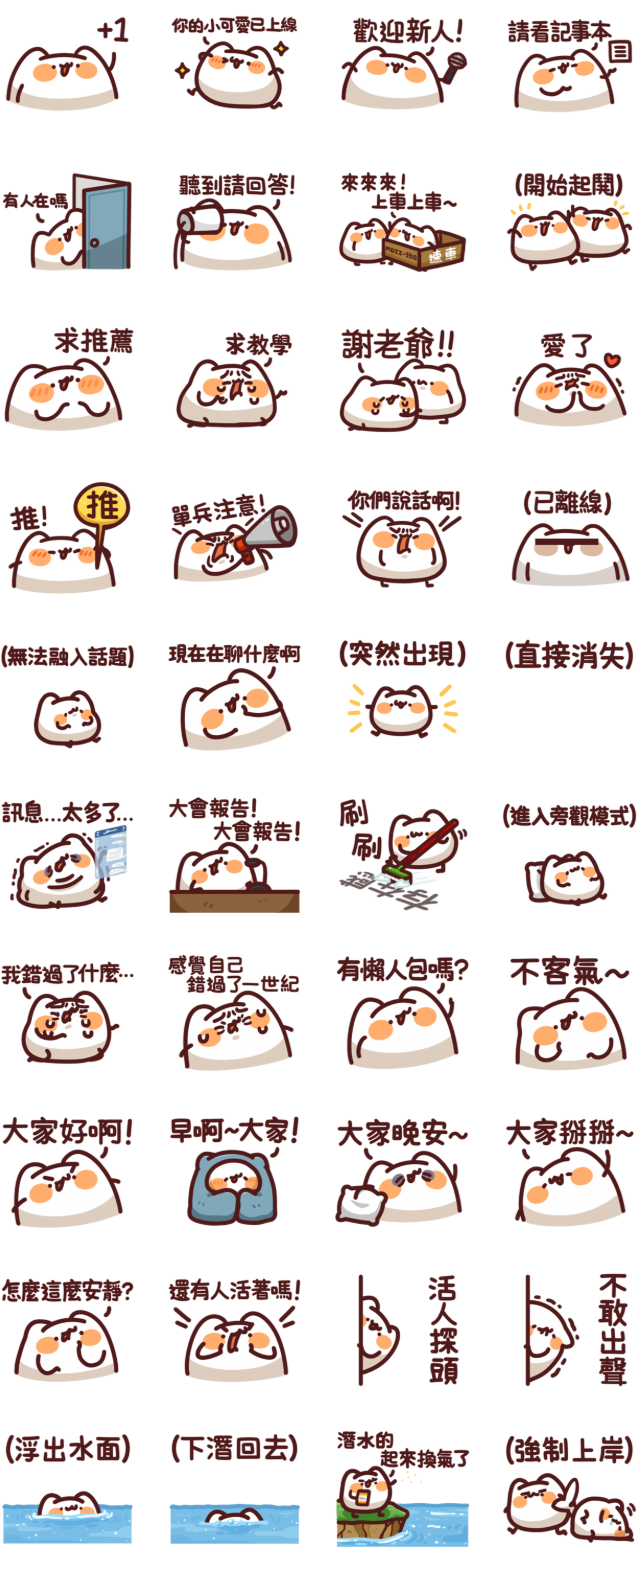 +1
你的小可愛已上線
歡迎新人!
請看記事本
有人在嗎
聽到請回答!
來來來!
上車上車~
速車
(開始起鬨)
求推薦
求教學
謝老爺!!
愛了
推!
推
單兵注意!
你們說話啊!
(已離線)
(無法融入話題)
現在在聊什麼啊
(突然出現)
(直接消失)
訊息...太多了...
大會報告!
大會報告!
刷
刷
存在感
(進入旁觀模式)
我錯過了什麼...
感覺自己
錯過了一世紀
有懶人包嗎?
不客氣~
大家好啊!
早啊~大家!
大家晚安~
大家掰掰~
怎麼這麼安靜?
還有人活著嗎!
活人探頭
不敢出聲
(浮出水面)
(下潛回去)
潛水的
起來換氣了
(強制上岸)